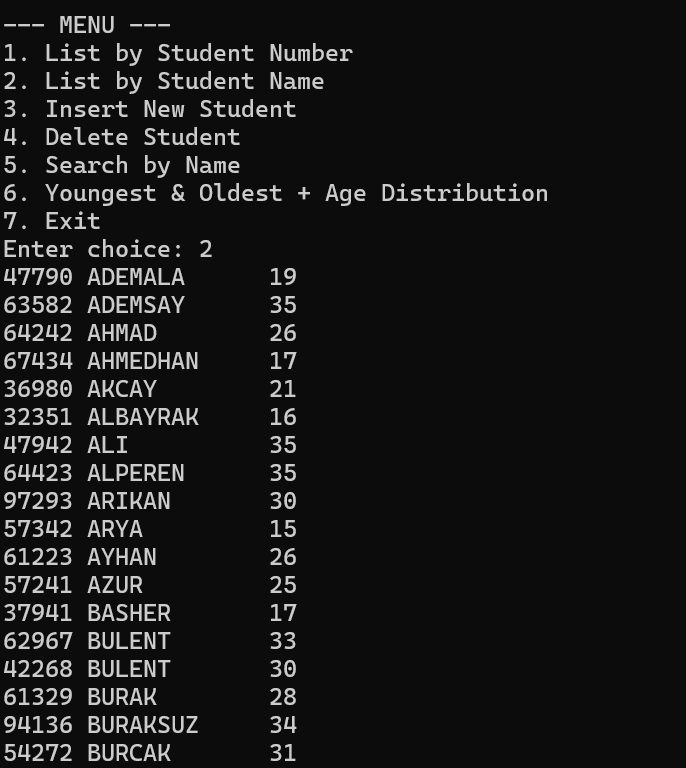 --- MENU ---
1. List by Student Number
2. List by Student Name
3. Insert New Student
4. Delete Student
5. Search by Name
6. Youngest & Oldest + Age Distribution
7. Exit
Enter choice: 2
47790 ADEMALA      19
63582 ADEMSAY      35
64242 AHMAD        26
67434 AHMEDHAN     17
36980 AKCAY        21
32351 ALBAYRAK     16
47942 ALI          35
64423 ALPEREN      35
97293 ARIKAN       30
57342 ARYA         15
61223 AYHAN        26
57241 AZUR         25
37941 BASHER       17
62967 BULENT       33
42268 BULENT       30
61329 BURAK        28
94136 BURAKSUZ     34
54272 BURCAK       31